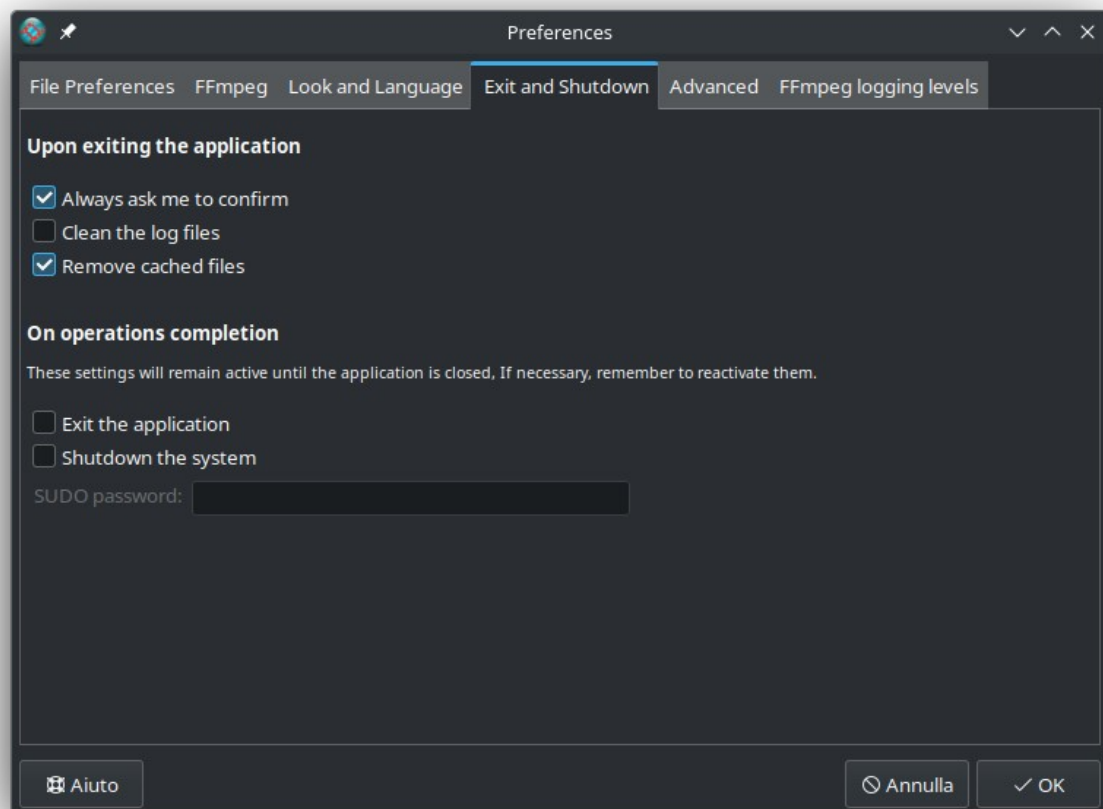 Preferences
File Preferences FFmpeg Look and Language Exit and Shutdown Advanced FFmpeg logging levels
Upon exiting the application
Always ask me to confirm
Clean the log files
Remove cached files
On operations completion
These settings will remain active until the application is closed, If necessary, remember to reactivate them.
Exit the application
Shutdown the system
SUDO password:
Aiuto Annulla OK